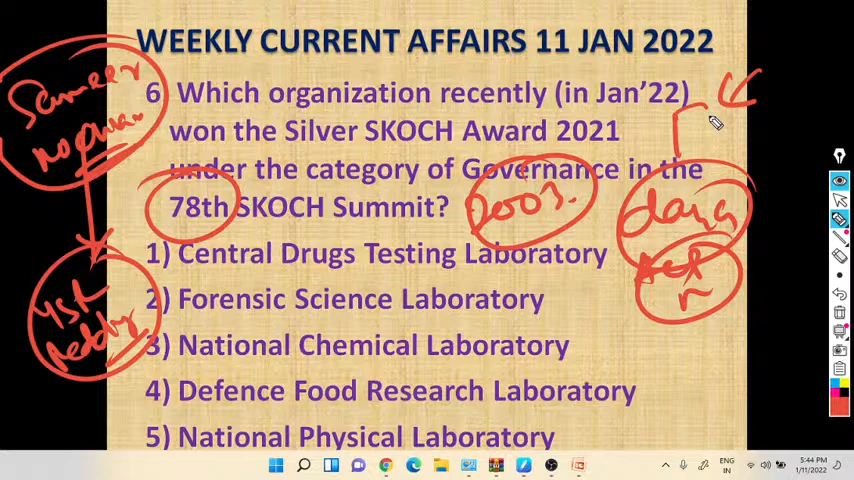 WEEKLY CURRENT AFFAIRS 11 JAN 2022
6 Which organization recently (in Jan'22)
won the Silver SKOCH Award 2021
under the category of Governance in the
78th SKOCH Summit?
2003.
Sameer
YSR
Reddy
1) Central Drugs Testing Laboratory
2) Forensic Science Laboratory
3) National Chemical Laboratory
4) Defence Food Research Laboratory
5) National Physical Laboratory
ENG
IN
5:44 PM
1/11/2022